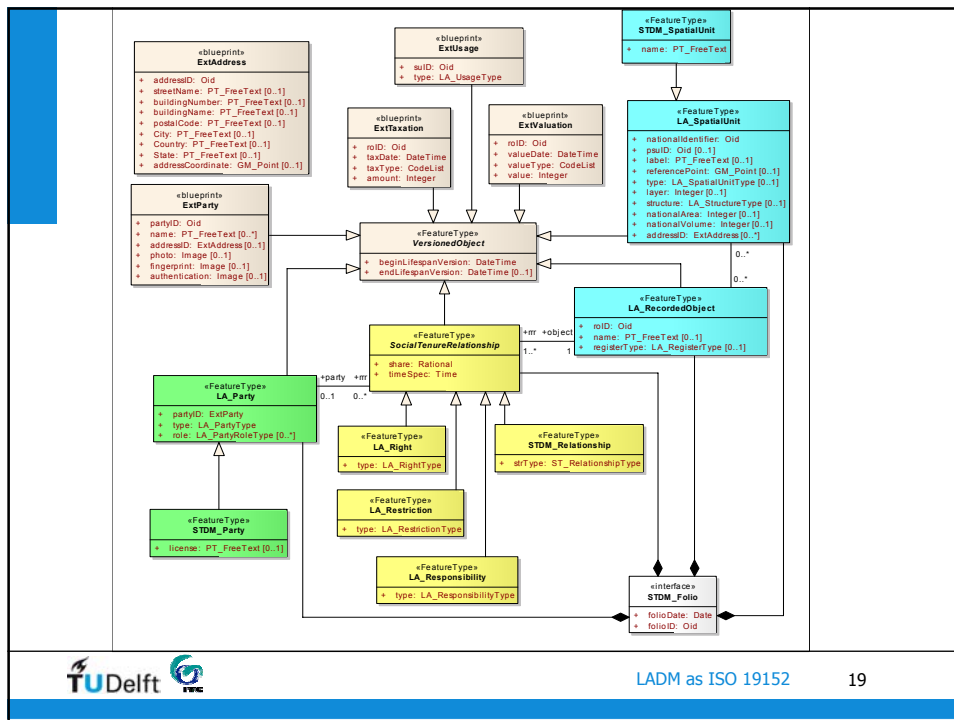 «blueprint»
ExtAddress
+ addressID: Oid
+ streetName: PT_FreeText [0..1]
+ buildingNumber: PT_FreeText [0..1]
+ buildingName: PT_FreeText [0..1]
+ postalCode: PT_FreeText [0..1]
+ City: PT_FreeText [0..1]
+ Country: PT_FreeText [0..1]
+ State: PT_FreeText [0..1]
+ addressCoordinate: GM_Point [0..1]
«blueprint»
ExtUsage
+ suID: Oid
+ type: LA_UsageType
«FeatureType»
STDM_SpatialUnit
+ name: PT_FreeText
«blueprint»
ExtTaxation
+ roID: Oid
+ taxDate: DateTime
+ taxType: CodeList
+ amount: Integer
«blueprint»
ExtValuation
+ roID: Oid
+ valueDate: DateTime
+ valueType: CodeList
+ value: Integer
«FeatureType»
LA_SpatialUnit
+ nationalIdentifier: Oid
+ psuID: Oid [0..1]
+ label: PT_FreeText [0..1]
+ referencePoint: GM_Point [0..1]
+ type: LA_SpatialUnitType [0..1]
+ layer: Integer [0..1]
+ structure: LA_StructureType [0..1]
+ nationalArea: Integer [0..1]
+ nationalVolume: Integer [0..1]
+ addressID: ExtAddress [0..*]
«blueprint»
ExtParty
+ partyID: Oid
+ name: PT_FreeText [0..*]
+ addressID: ExtAddress [0..1]
+ photo: Image [0..1]
+ fingerprint: Image [0..1]
+ authentication: Image [0..1]
«FeatureType»
VersionedObject
+ beginLifespanVersion: DateTime
+ endLifespanVersion: DateTime [0..1]
0..*
0..*
«FeatureType»
LA_RecordedObject
+ roID: Oid
+ name: PT_FreeText [0..1]
+ registerType: LA_RegisterType [0..1]
«FeatureType»
SocialTenureRelationship
+ share: Rational
+ timeSpec: Time
+rrr +object
1..* 1
+party +rrr
0..1 0..*
«FeatureType»
LA_Party
+ partyID: ExtParty
+ type: LA_PartyType
+ role: LA_PartyRoleType [0..*]
«FeatureType»
LA_Right
+ type: LA_RightType
«FeatureType»
STDM_Relationship
+ strType: ST_RelationshipType
«FeatureType»
LA_Restriction
+ type: LA_RestrictionType
«FeatureType»
STDM_Party
+ license: PT_FreeText [0..1]
«FeatureType»
LA_Responsibility
+ type: LA_ResponsibilityType
«interface»
STDM_Folio
+ folioDate: Date
+ folioID: Oid
TU Delft
ITC
LADM as ISO 19152 19